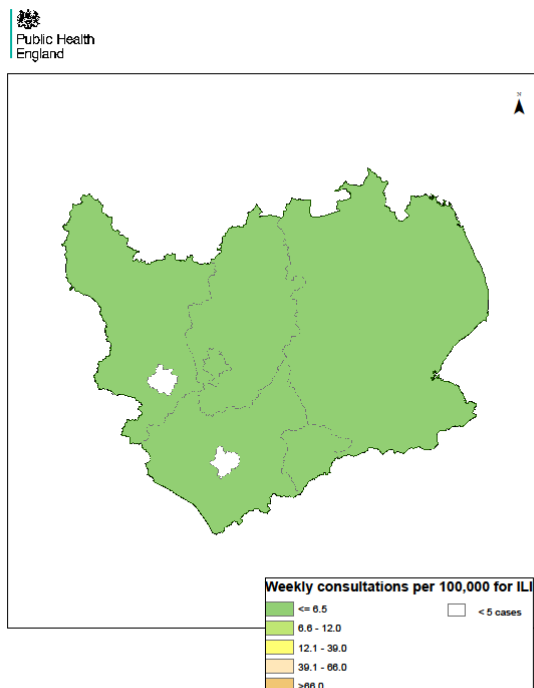 Public Health
England
Weekly consultations per 100,000 for ILI
<= 6.5
< 5 cases
6.6 - 12.0
12.1 - 39.0
39.1 - 66.0
>66.0